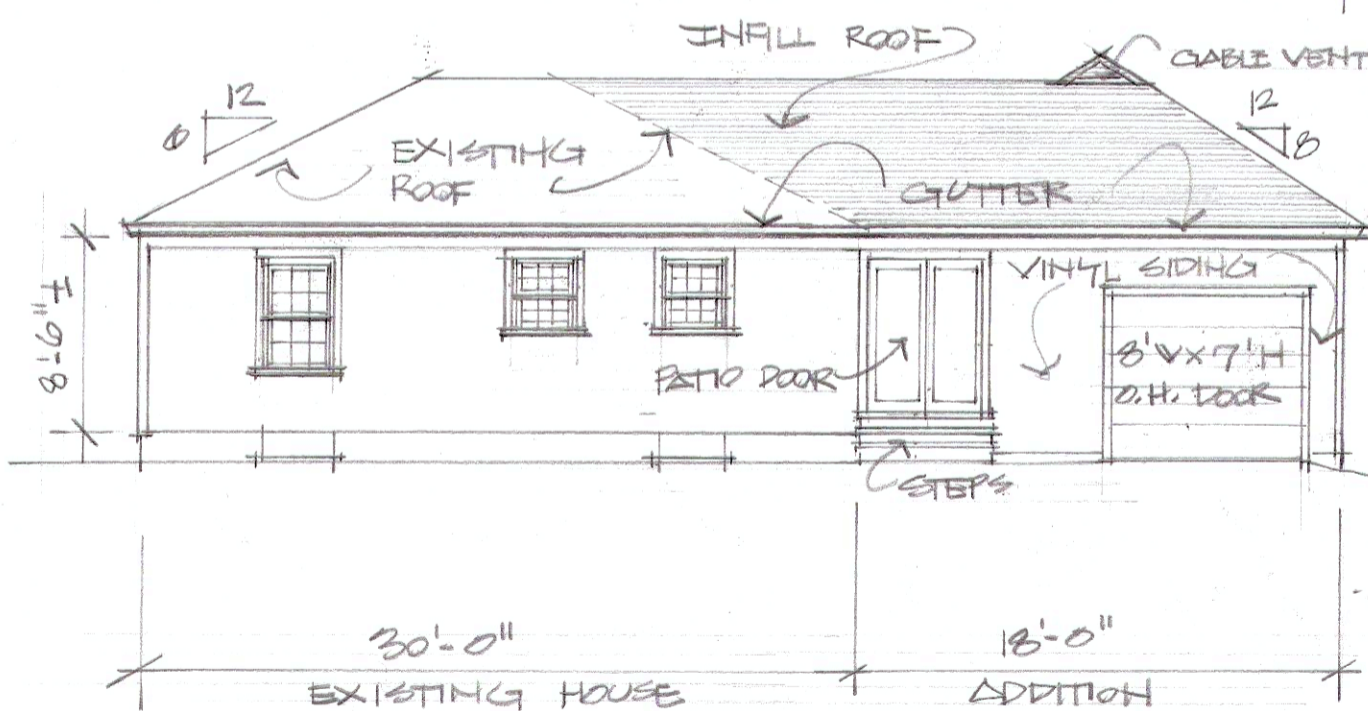 INFILL ROOF
GABLE VENT
12
6
12
8
EXISTING
ROOF
GUTTER
VINYL SIDING
8'-6" ±
PATIO DOOR
8'W X 7'H
O.H. DOOR
STEPS
30'-0"
18'-0"
EXISTING HOUSE
ADDITION